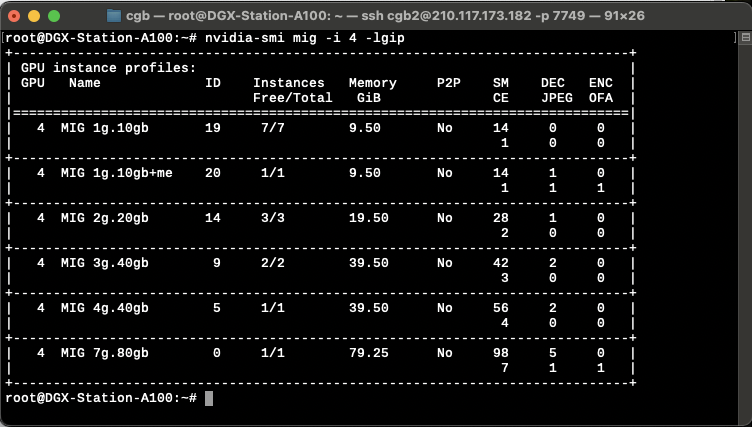 cgb — root@DGX-Station-A100: ~ — ssh cgb2@210.117.173.182 -p 7749 — 91×26
[root@DGX-Station-A100:~# nvidia-smi mig -i 4 -lgip ]
+-----------------------------------------------------------------------------+
| GPU instance profiles:                                                      |
| GPU   Name             ID    Instances   Memory     P2P    SM    DEC   ENC  |
|                              Free/Total   GiB              CE    JPEG  OFA  |
|=============================================================================|
|   4  MIG 1g.10gb       19     7/7        9.50       No     14     0     0   |
|                                                             1     0     0   |
+-----------------------------------------------------------------------------+
|   4  MIG 1g.10gb+me    20     1/1        9.50       No     14     1     0   |
|                                                             1     1     1   |
+-----------------------------------------------------------------------------+
|   4  MIG 2g.20gb       14     3/3        19.50      No     28     1     0   |
|                                                             2     0     0   |
+-----------------------------------------------------------------------------+
|   4  MIG 3g.40gb        9     2/2        39.50      No     42     2     0   |
|                                                             3     0     0   |
+-----------------------------------------------------------------------------+
|   4  MIG 4g.40gb        5     1/1        39.50      No     56     2     0   |
|                                                             4     0     0   |
+-----------------------------------------------------------------------------+
|   4  MIG 7g.80gb        0     1/1        79.25      No     98     5     0   |
|                                                             7     1     1   |
+-----------------------------------------------------------------------------+
root@DGX-Station-A100:~#